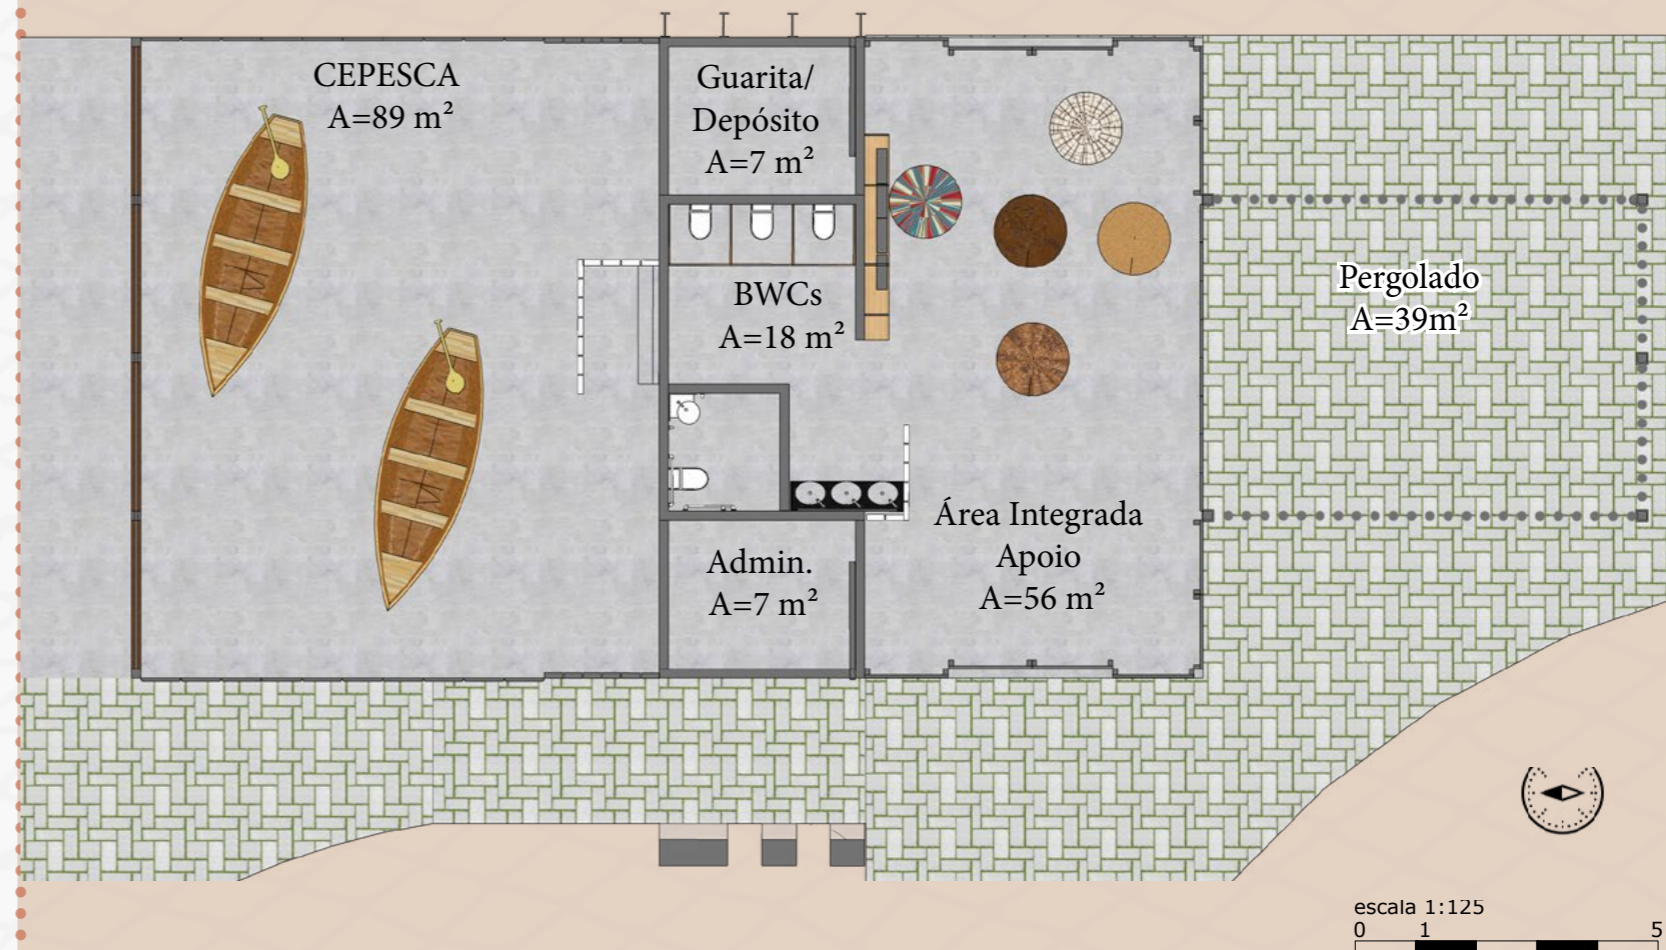 CEPESCA
A=89 m²
Guarita/
Depósito
A=7 m²
BWCs
A=18 m²
Pergolado
A=39m²
Admin.
A=7 m²
Área Integrada
Apoio
A=56 m²
escala 1:125
0 1 5